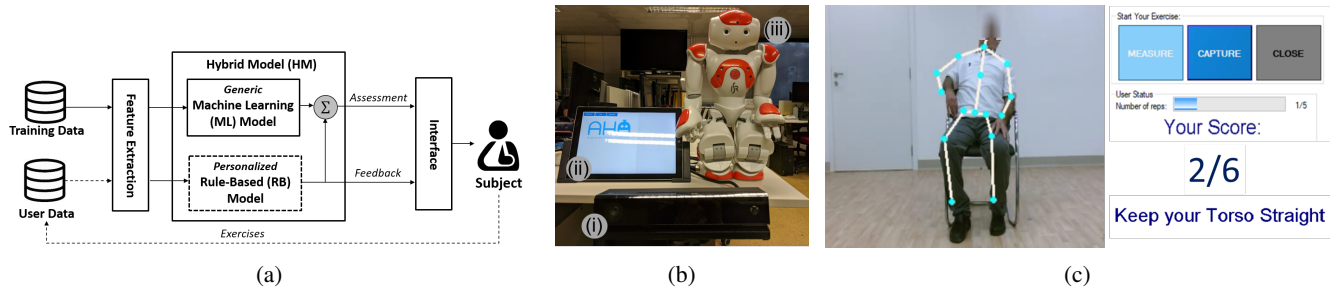 Training Data
User Data
Feature Extraction
Hybrid Model (HM)
Generic
Machine Learning
(ML) Model
Personalized
Rule-Based (RB)
Model
Σ
Assessment
Feedback
Interface
Subject
Exercises
(a)
AHA
(i)
(ii)
(iii)
(b)
Start Your Exercise:
MEASURE CAPTURE CLOSE
User Status
Number of reps: 1/5
Your Score:
2/6
Keep your Torso Straight
(c)